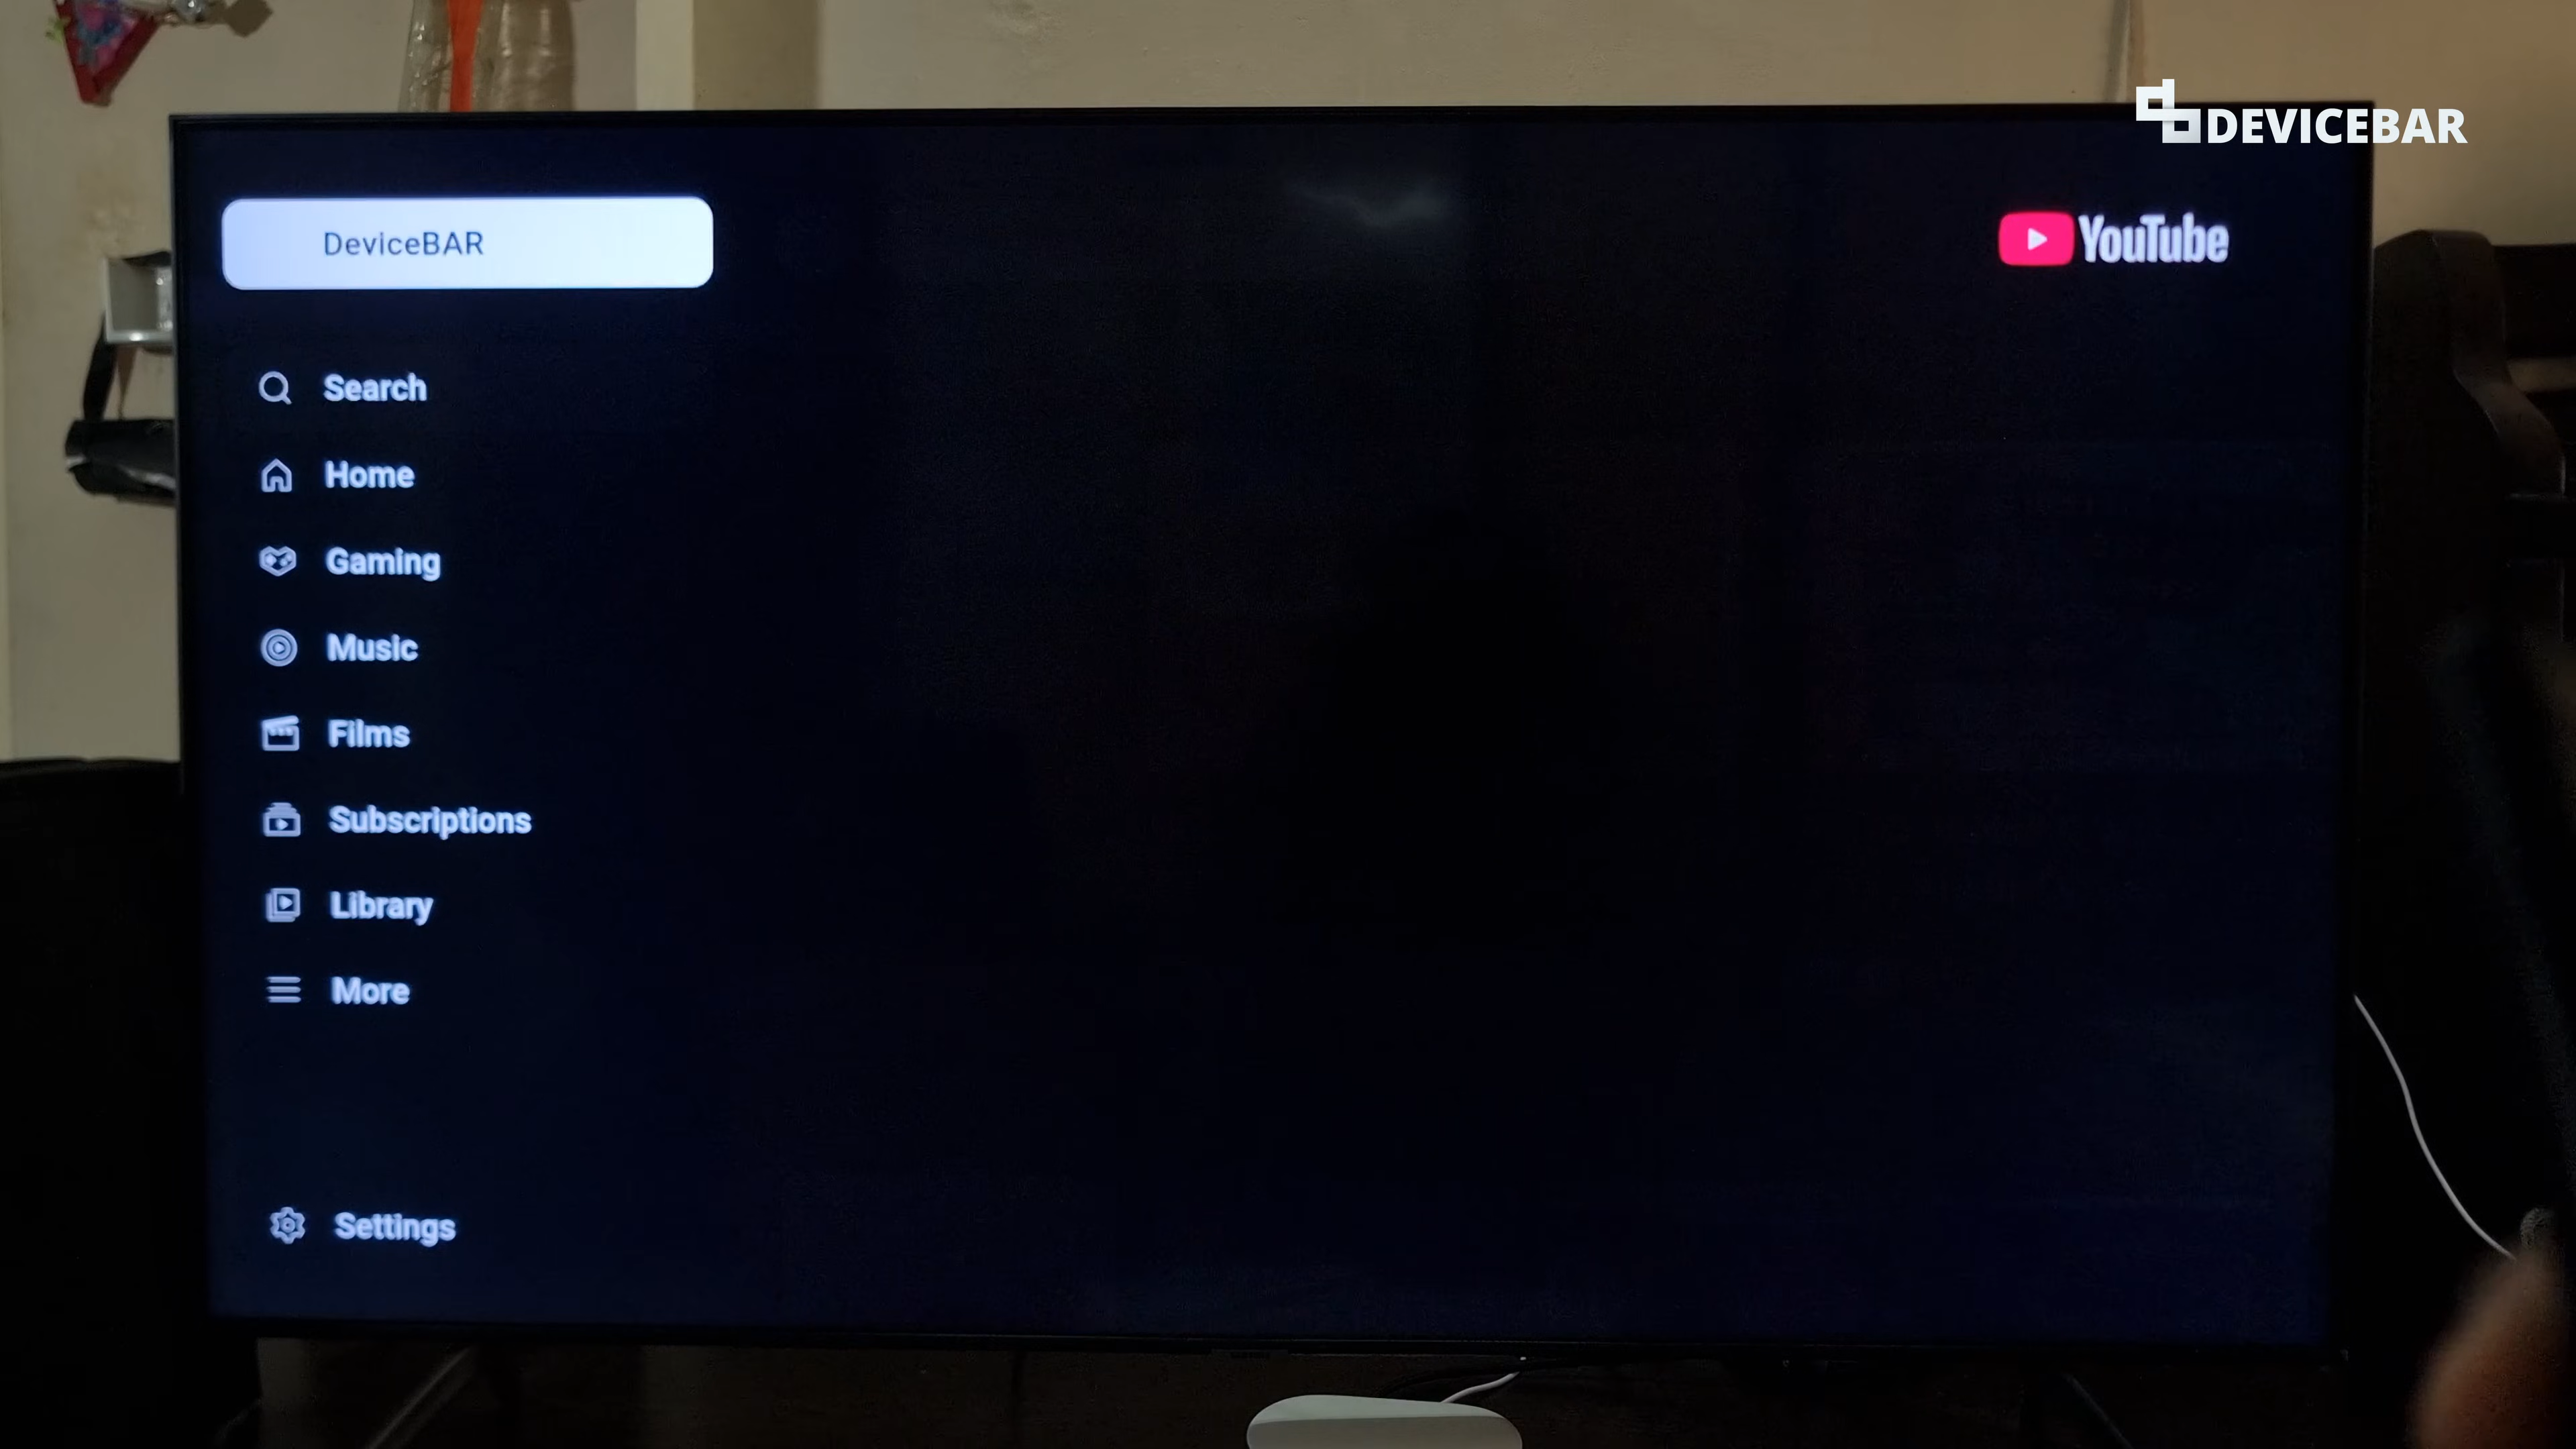 DEVICEBAR
DeviceBAR
YouTube
Search
Home
Gaming
Music
Films
Subscriptions
Library
More
Settings